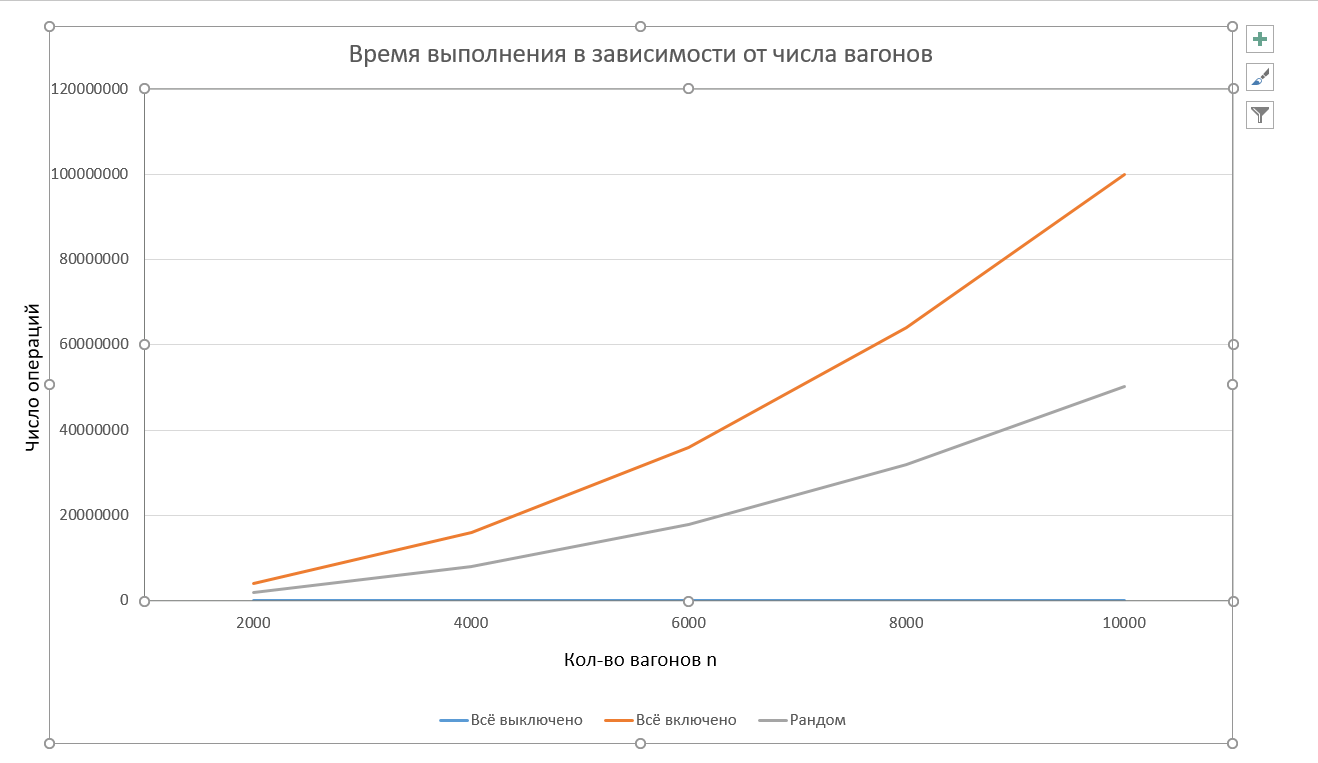 Время выполнения в зависимости от числа вагонов
120000000
100000000
80000000
60000000
40000000
20000000
0
Число операций
2000 4000 6000 8000 10000
Кол-во вагонов n
Всё выключено Всё включено Рандом